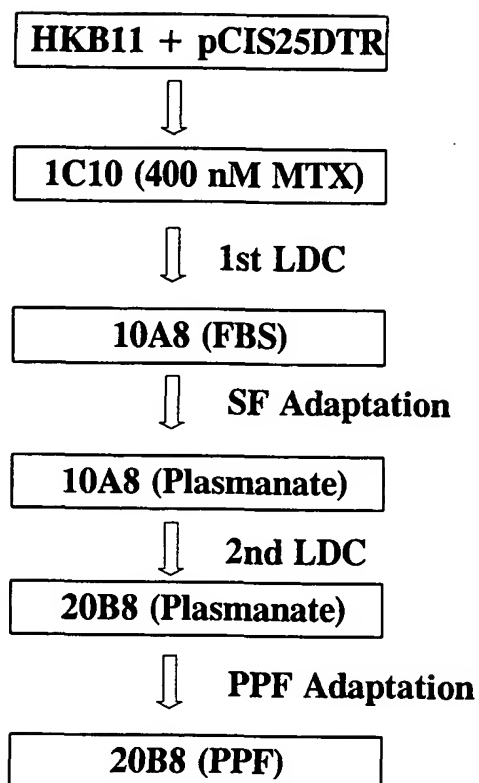 HKB11 + pCIS25DTR
1C10 (400 nM MTX)
1st LDC
10A8 (FBS)
SF Adaptation
10A8 (Plasmanate)
2nd LDC
20B8 (Plasmanate)
PPF Adaptation
20B8 (PPF)